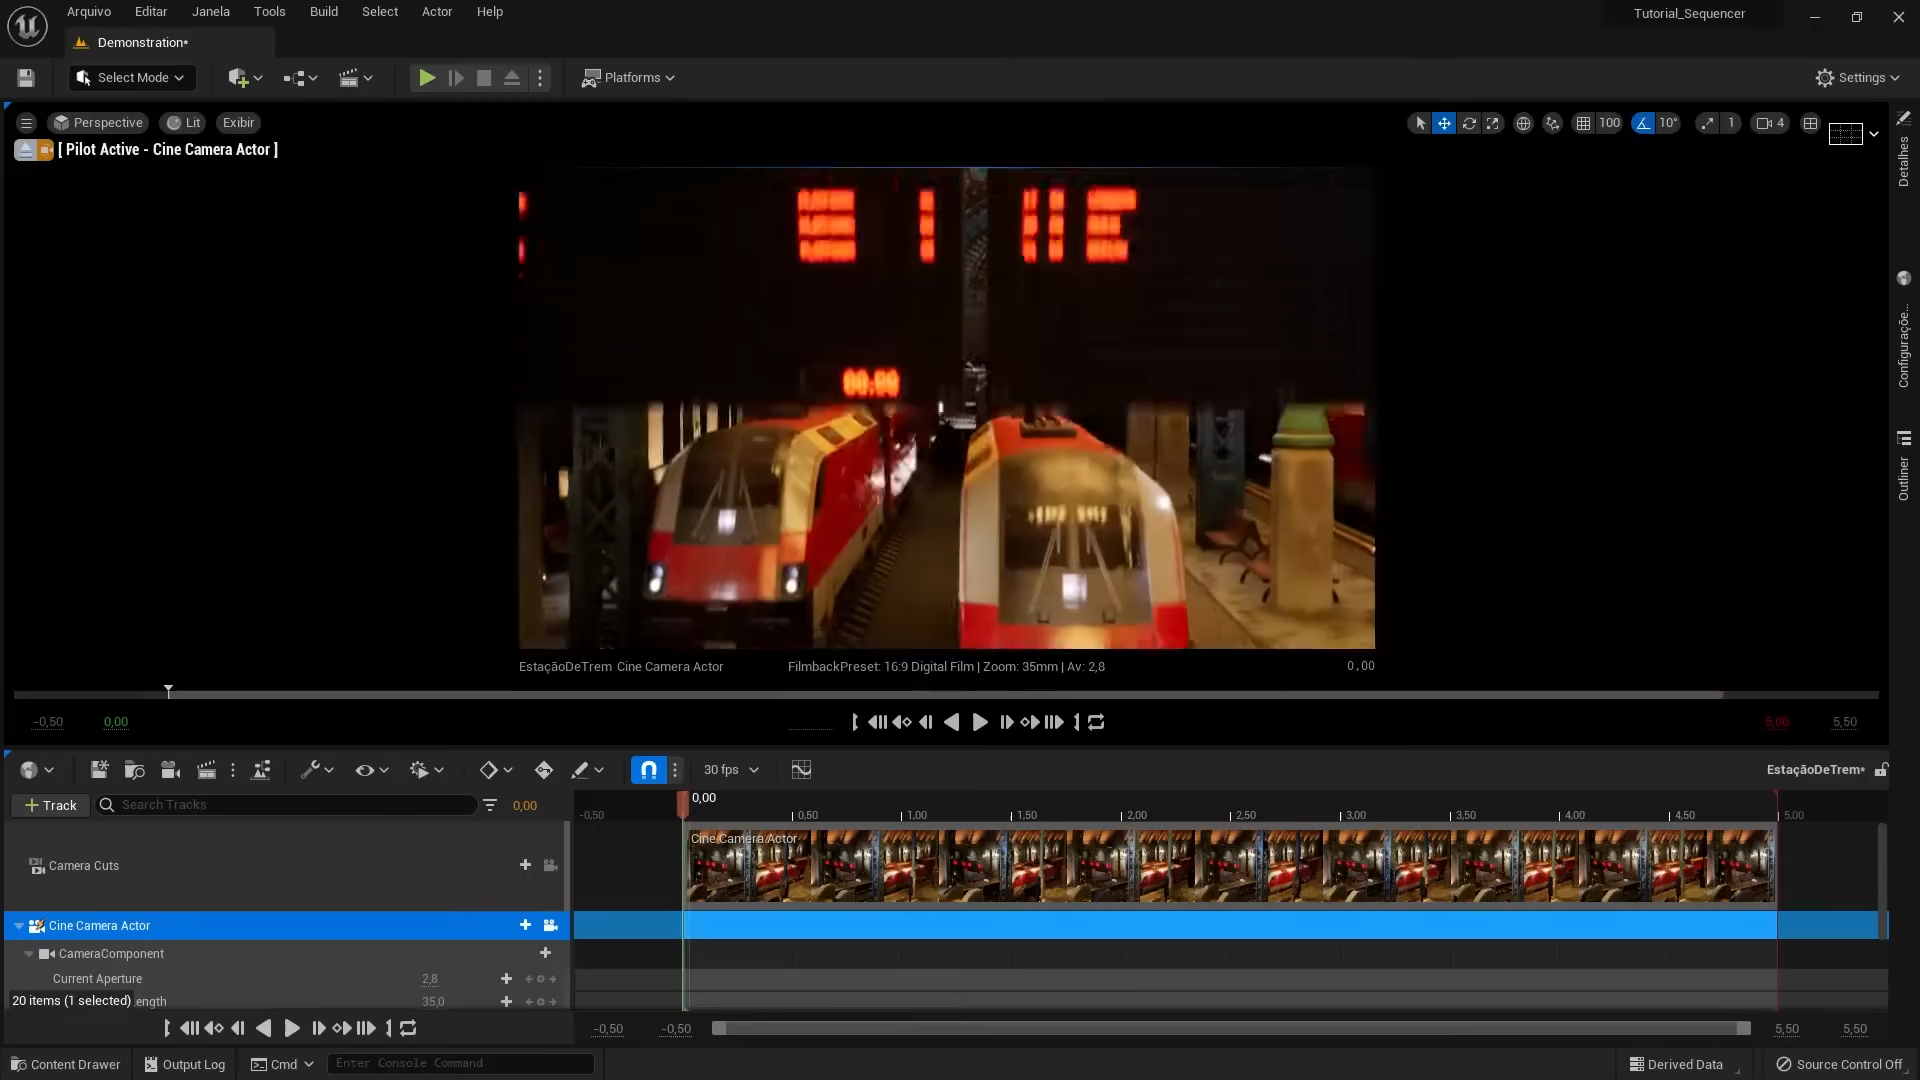 Arquivo Editar Janela Tools Build Select Actor Help
Tutorial_Sequencer
Demonstration*
Select Mode
Platforms
Settings
Perspective Lit Exibir
100 10° 1 4
[ Pilot Active - Cine Camera Actor ]
Detalhes
Configuraçõe...
Outliner
00:00
EstaçãoDeTrem Cine Camera Actor
FilmbackPreset: 16:9 Digital Film | Zoom: 35mm | Av: 2,8
0,00
-0,50 0,00
5,00 5,50
30 fps
EstaçãoDeTrem*
Track
Search Tracks
0,00
0,00
-0,50 0,50 1,00 1,50 2,00 2,50 3,00 3,50 4,00 4,50 5,00
Cine Camera Actor
Camera Cuts
Cine Camera Actor
CameraComponent
Current Aperture 2,8
20 items (1 selected) ength 35,0
-0,50 -0,50 5,50 5,50
Content Drawer Output Log Cmd Enter Console Command
Derived Data Source Control Off